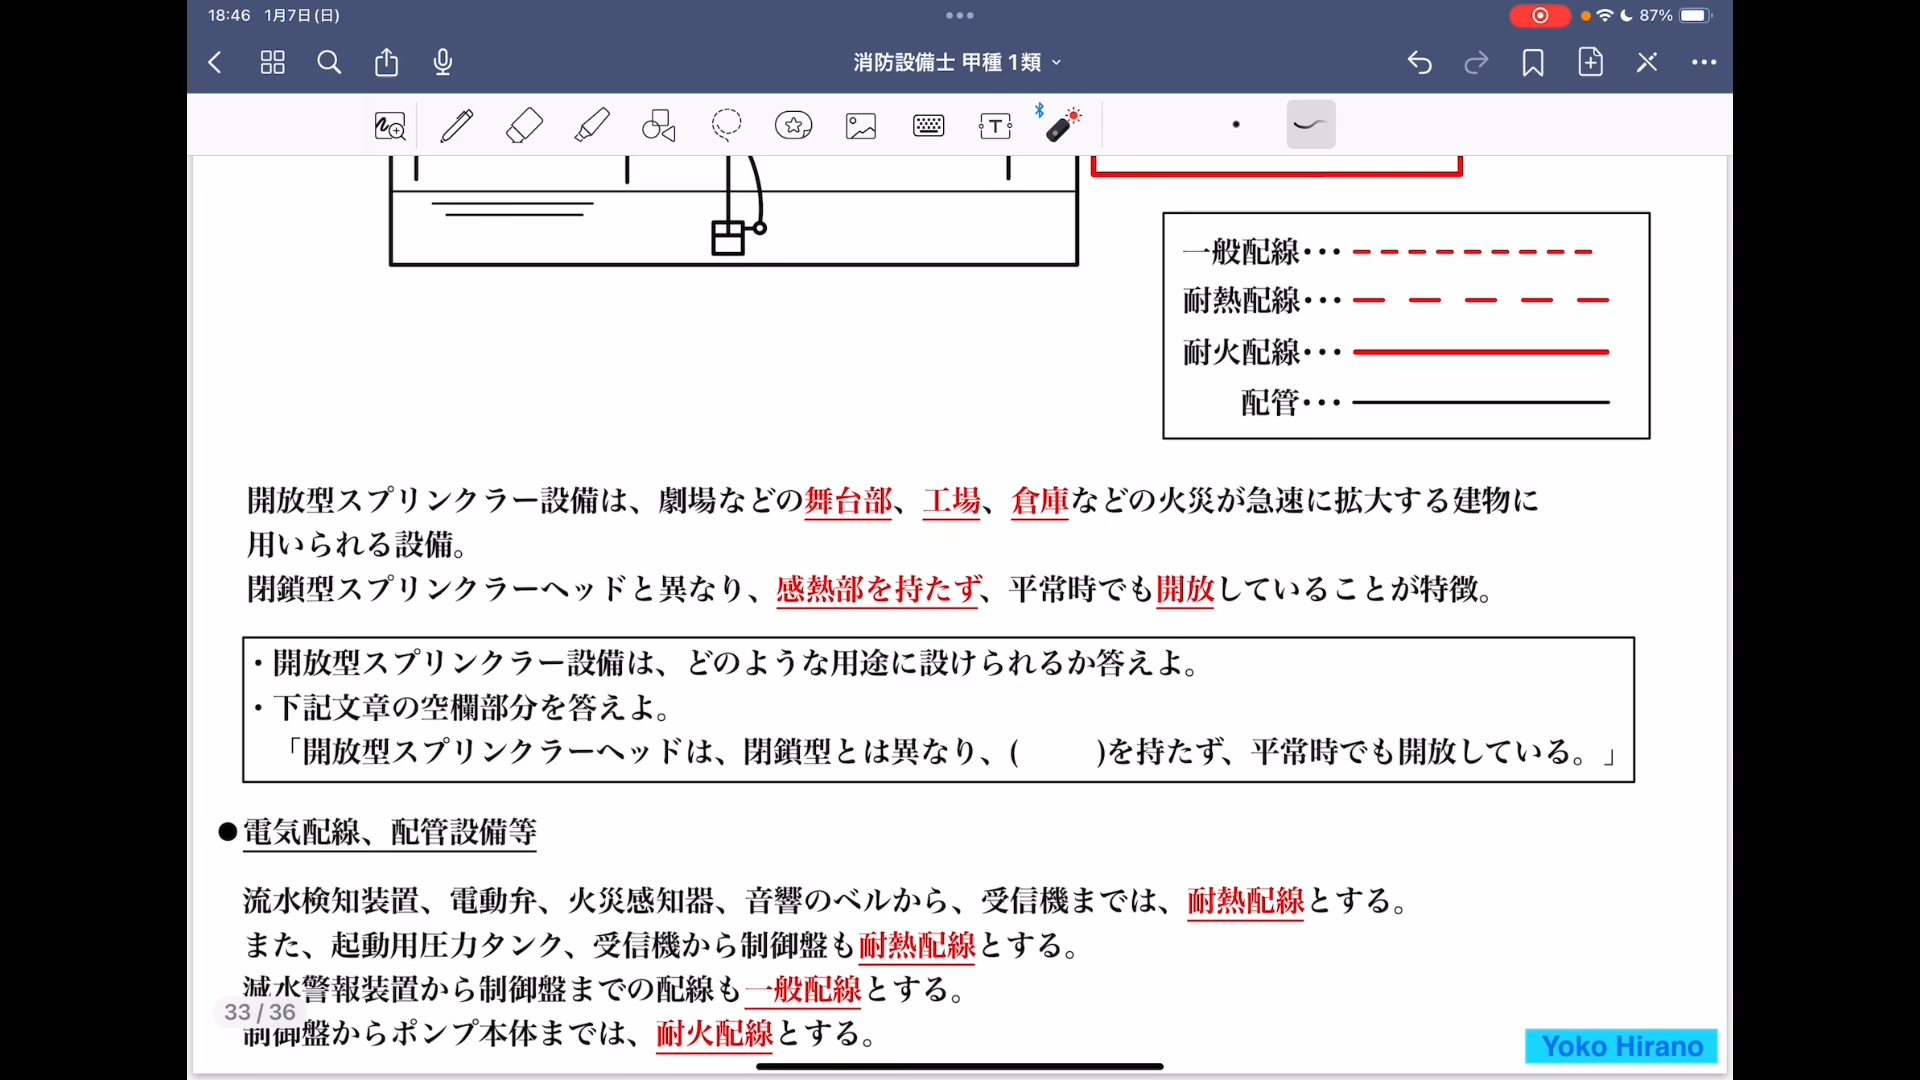 18:46 1月7日(日)
87%
消防設備士 甲種 1類
一般配線･･･
耐熱配線･･･
耐火配線･･･
配管･･･
開放型スプリンクラー設備は、劇場などの舞台部、工場、倉庫などの火災が急速に拡大する建物に
用いられる設備。
閉鎖型スプリンクラーヘッドと異なり、感熱部を持たず、平常時でも開放していることが特徴。
・開放型スプリンクラー設備は、どのような用途に設けられるか答えよ。
・下記文章の空欄部分を答えよ。
「開放型スプリンクラーヘッドは、閉鎖型とは異なり、(　　　)を持たず、平常時でも開放している。」
●電気配線、配管設備等
流水検知装置、電動弁、火災感知器、音響のベルから、受信機までは、耐熱配線とする。
また、起動用圧力タンク、受信機から制御盤も耐熱配線とする。
減水警報装置から制御盤までの配線も一般配線とする。
33 / 36
制御盤からポンプ本体までは、耐火配線とする。
Yoko Hirano